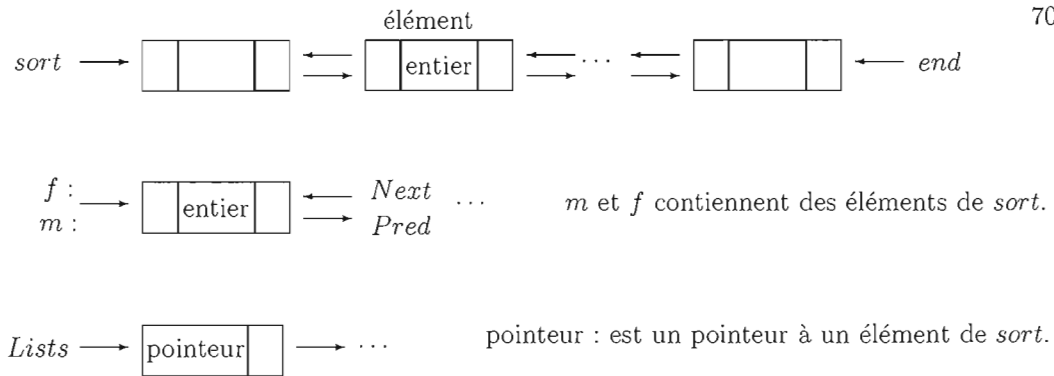 70
élément
sort entier ... end
f :
m :
entier
Next
Pred
...
m et f contiennent des éléments de sort.
Lists pointeur ... pointeur : est un pointeur à un élément de sort.